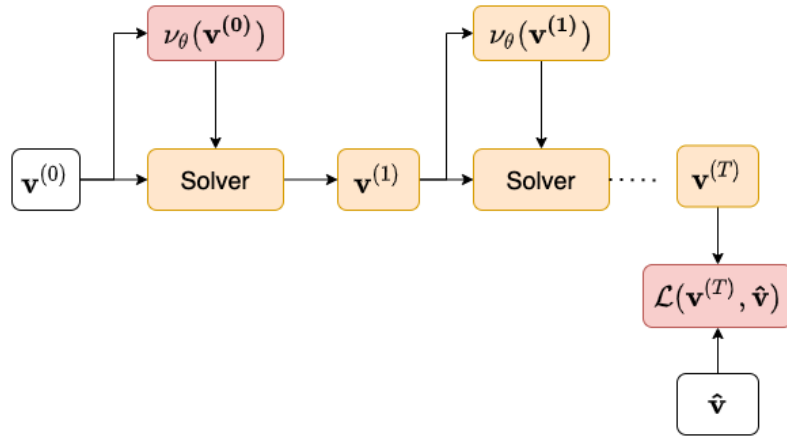 ν_θ(𝐯^(𝟎))
ν_θ(𝐯^(𝟏))
𝐯^(0)
Solver
𝐯^(1)
Solver
.....
𝐯^(T)
𝓛(𝐯^(T), 𝐯̂)
𝐯̂